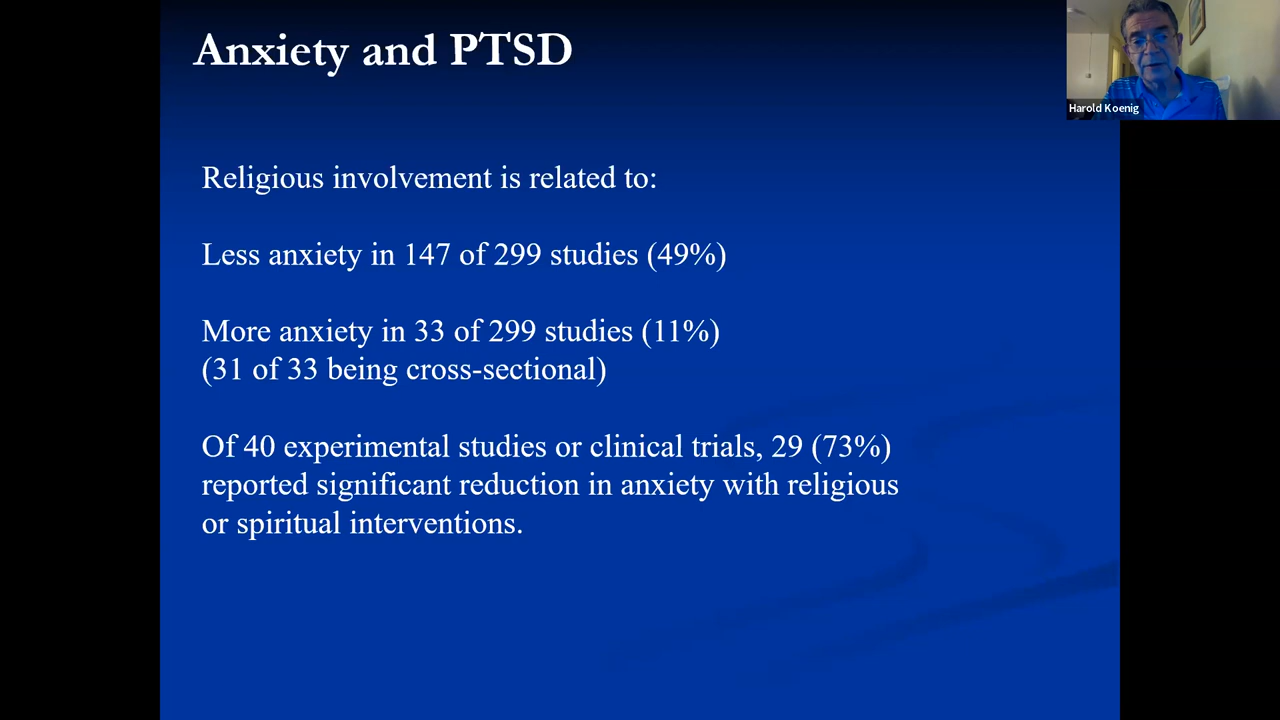 Anxiety and PTSD
Harold Koenig
Religious involvement is related to:
Less anxiety in 147 of 299 studies (49%)
More anxiety in 33 of 299 studies (11%)
(31 of 33 being cross-sectional)
Of 40 experimental studies or clinical trials, 29 (73%)
reported significant reduction in anxiety with religious
or spiritual interventions.